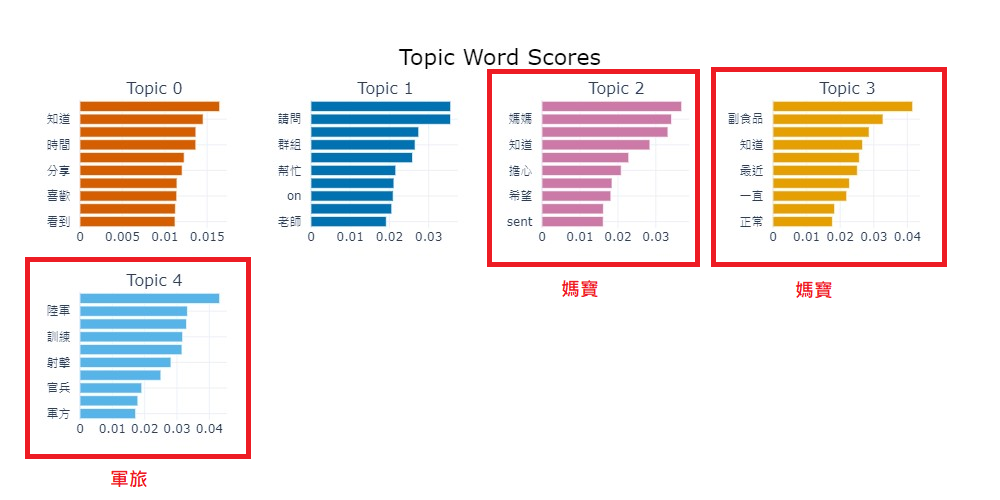 Topic Word Scores
Topic 0
知道
時間
分享
喜歡
看到
0 0.005 0.01 0.015
Topic 1
請問
群組
幫忙
on
老師
0 0.01 0.02 0.03
Topic 2
媽媽
知道
擔心
希望
sent
0 0.01 0.02 0.03
媽寶
Topic 3
副食品
知道
最近
一直
正常
0 0.01 0.02 0.03 0.04
媽寶
Topic 4
陸軍
訓練
射擊
官兵
軍方
0 0.01 0.02 0.03 0.04
軍旅